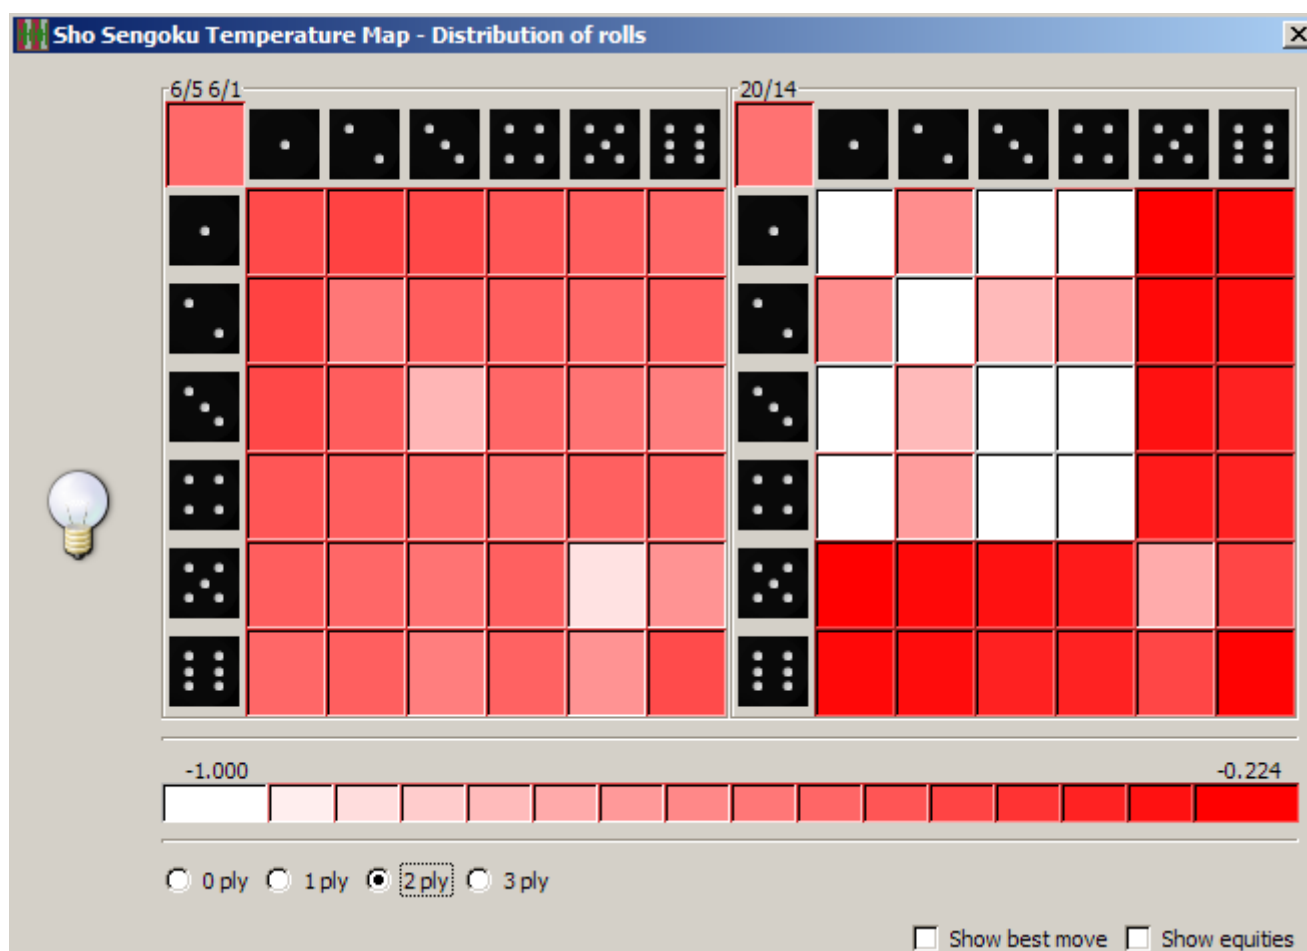 Sho Sengoku Temperature Map - Distribution of rolls
6/5 6/1
20/14
-1.000
-0.224
0 ply
1 ply
2 ply
3 ply
Show best move
Show equities